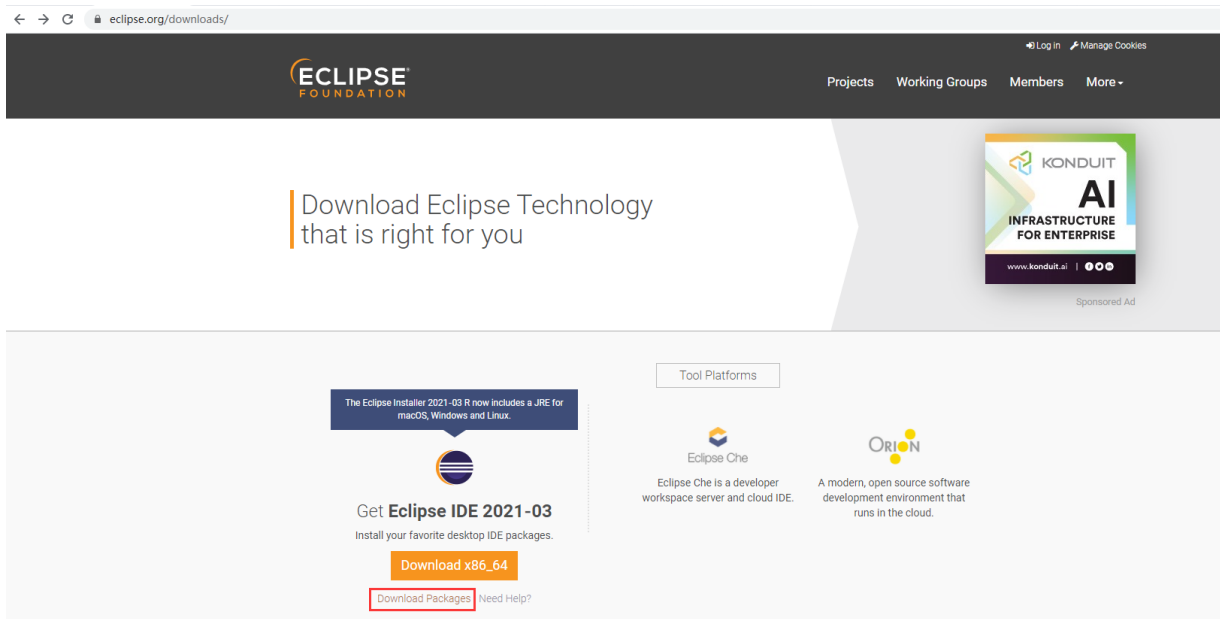 eclipse.org/downloads/
Log in Manage Cookies
ECLIPSE
FOUNDATION
Projects Working Groups Members More
Download Eclipse Technology
that is right for you
KONDUIT
AI
INFRASTRUCTURE
FOR ENTERPRISE
www.konduit.ai |
Sponsored Ad
Tool Platforms
The Eclipse Installer 2021-03 R now includes a JRE for
macOS, Windows and Linux.
Get Eclipse IDE 2021-03
Install your favorite desktop IDE packages.
Download x86_64
Download Packages Need Help?
Eclipse Che
Eclipse Che is a developer
workspace server and cloud IDE.
ORION
A modern, open source software
development environment that
runs in the cloud.